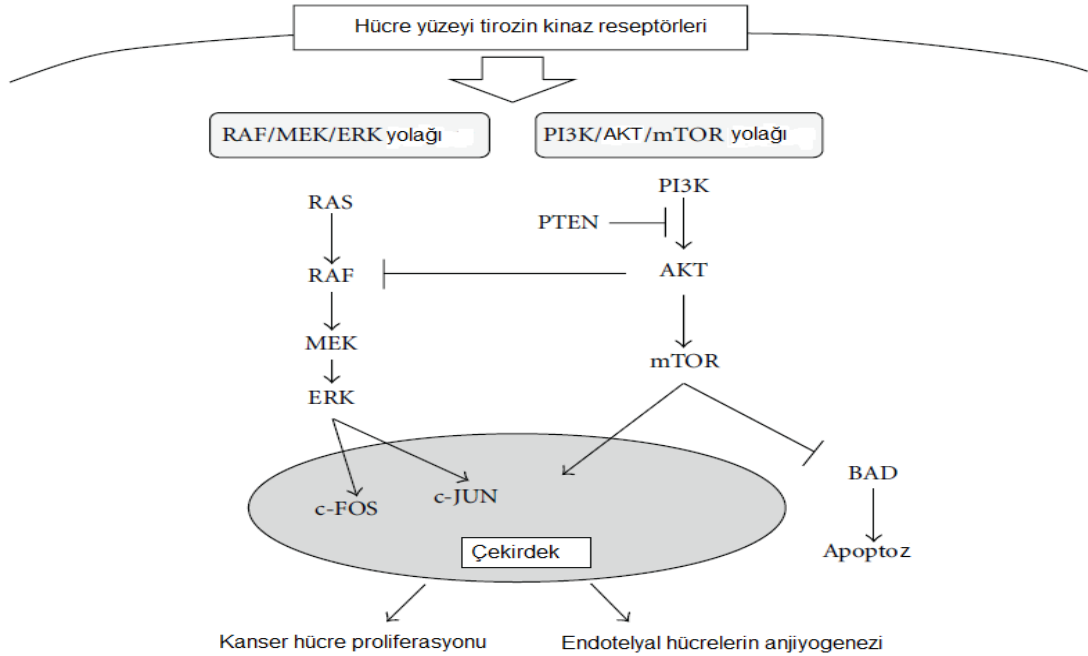 Hücre yüzeyi tirozin kinaz reseptörleri
RAF/MEK/ERK yolağı
PI3K/AKT/mTOR yolağı
PI3K
RAS
PTEN
RAF
AKT
MEK
mTOR
ERK
BAD
c-JUN
c-FOS
Çekirdek
Apoptoz
Kanser hücre proliferasyonu
Endotelyal hücrelerin anjiyogenezi